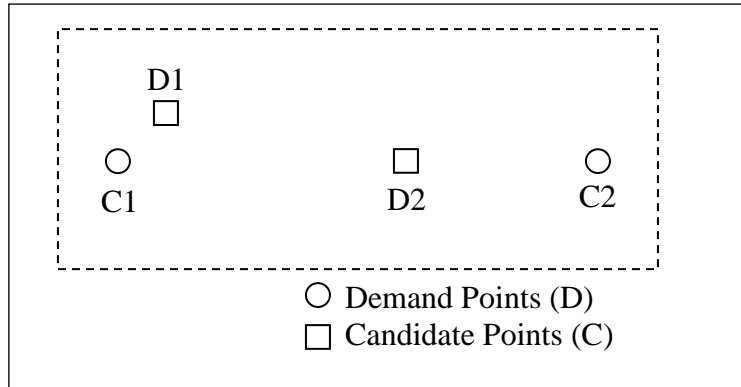 D1
C1
D2
C2
Demand Points (D)
Candidate Points (C)